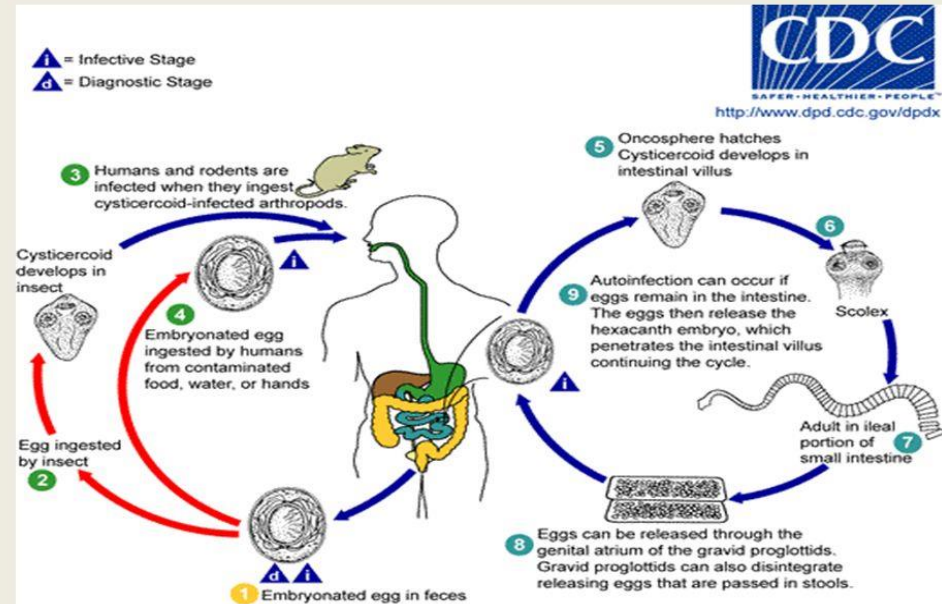 CDC
SAFER·HEALTHIER·PEOPLE™
http://www.dpd.cdc.gov/dpdx
i = Infective Stage
d = Diagnostic Stage
3 Humans and rodents are
infected when they ingest
cysticercoid-infected arthropods.
5 Oncosphere hatches
Cysticercoid develops in
intestinal villus
Cysticercoid
develops in
insect
i
6
Scolex
4
Embryonated egg
ingested by humans
from contaminated
food, water, or hands
9 Autoinfection can occur if
eggs remain in the intestine.
The eggs then release the
hexacanth embryo, which
penetrates the intestinal villus
continuing the cycle.
i
Egg ingested
by insect
2
Adult in ileal
portion of 7
small intestine
d i
1 Embryonated egg in feces
8 Eggs can be released through the
genital atrium of the gravid proglottids.
Gravid proglottids can also disintegrate
releasing eggs that are passed in stools.